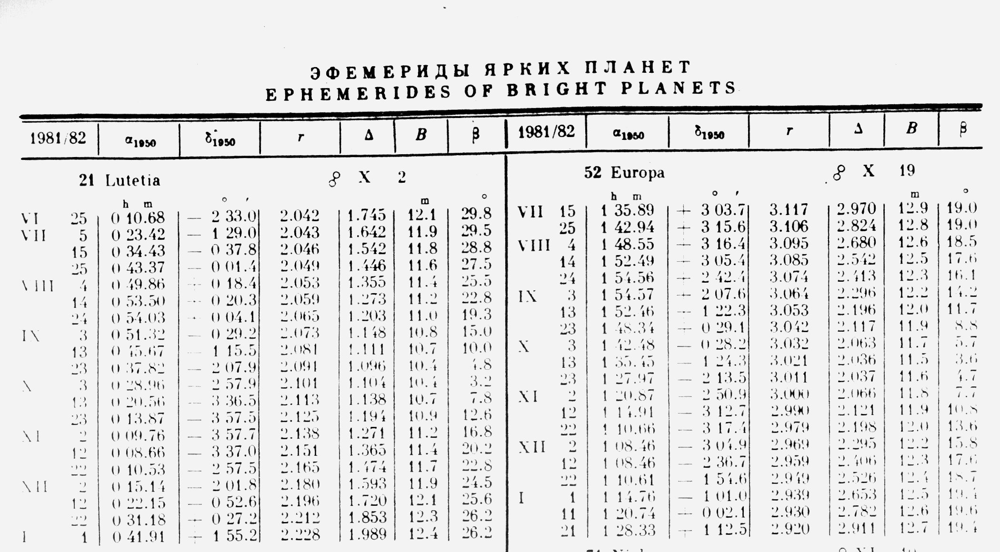 ЭФЕМЕРИДЫ ЯРКИХ ПЛАНЕТ
EPHEMERIDES OF BRIGHT PLANETS
1981/82 α1950 δ1950 r Δ B β 1981/82 α1950 δ1950 r Δ B β
21 Lutetia ☍ X 2
h m ° ′ m °
VI 25 0 10.68 — 2 33.0 2.042 1.745 12.1 29.8
VII 5 0 23.42 — 1 29.0 2.043 1.642 11.9 29.5
15 0 34.43 — 0 37.8 2.046 1.542 11.8 28.8
25 0 43.37 — 0 01.4 2.049 1.446 11.6 27.5
VIII 4 0 49.86 + 0 18.4 2.053 1.355 11.4 25.5
14 0 53.50 + 0 20.3 2.059 1.273 11.2 22.8
24 0 54.03 + 0 04.1 2.065 1.203 11.0 19.3
IX 3 0 51.32 — 0 29.2 2.073 1.148 10.8 15.0
13 0 45.67 — 1 15.5 2.081 1.111 10.7 10.0
23 0 37.82 — 2 07.9 2.091 1.096 10.4 4.8
X 3 0 28.96 — 2 57.9 2.101 1.104 10.4 3.2
13 0 20.56 — 3 36.5 2.113 1.138 10.7 7.8
23 0 13.87 — 3 57.5 2.125 1.194 10.9 12.6
XI 2 0 09.76 — 3 57.7 2.138 1.271 11.2 16.8
12 0 08.66 — 3 37.0 2.151 1.365 11.4 20.2
22 0 10.53 — 2 57.5 2.165 1.474 11.7 22.8
XII 2 0 15.14 — 2 01.8 2.180 1.593 11.9 24.5
12 0 22.15 — 0 52.6 2.196 1.720 12.1 25.6
22 0 31.18 + 0 27.2 2.212 1.853 12.3 26.2
I 1 0 41.91 + 1 55.2 2.228 1.989 12.4 26.2
52 Europa ☍ X 19
h m ° ′ m °
VII 15 1 35.89 + 3 03.7 3.117 2.970 12.9 19.0
25 1 42.94 + 3 15.6 3.106 2.824 12.8 19.0
VIII 4 1 48.55 + 3 16.4 3.095 2.680 12.6 18.5
14 1 52.49 + 3 05.4 3.085 2.542 12.5 17.6
24 1 54.56 + 2 42.4 3.074 2.413 12.3 16.1
IX 3 1 54.57 + 2 07.6 3.064 2.296 12.2 14.2
13 1 52.46 + 1 22.3 3.053 2.196 12.0 11.7
23 1 48.34 + 0 29.1 3.042 2.117 11.9 8.8
X 3 1 42.48 — 0 28.2 3.032 2.063 11.7 5.7
13 1 35.45 — 1 24.3 3.021 2.036 11.5 3.6
23 1 27.97 — 2 13.5 3.011 2.037 11.6 4.7
XI 2 1 20.87 — 2 50.9 3.000 2.066 11.8 7.7
12 1 14.91 — 3 12.7 2.990 2.121 11.9 10.8
22 1 10.66 — 3 17.4 2.979 2.198 12.0 13.6
XII 2 1 08.46 — 3 04.9 2.969 2.295 12.2 15.8
12 1 08.46 — 2 36.7 2.959 2.406 12.3 17.6
22 1 10.61 — 1 54.6 2.949 2.526 12.4 18.7
I 1 1 14.76 — 1 01.0 2.939 2.653 12.5 19.4
11 1 20.74 + 0 02.1 2.930 2.782 12.6 19.6
21 1 28.33 + 1 12.5 2.920 2.911 12.7 19.4